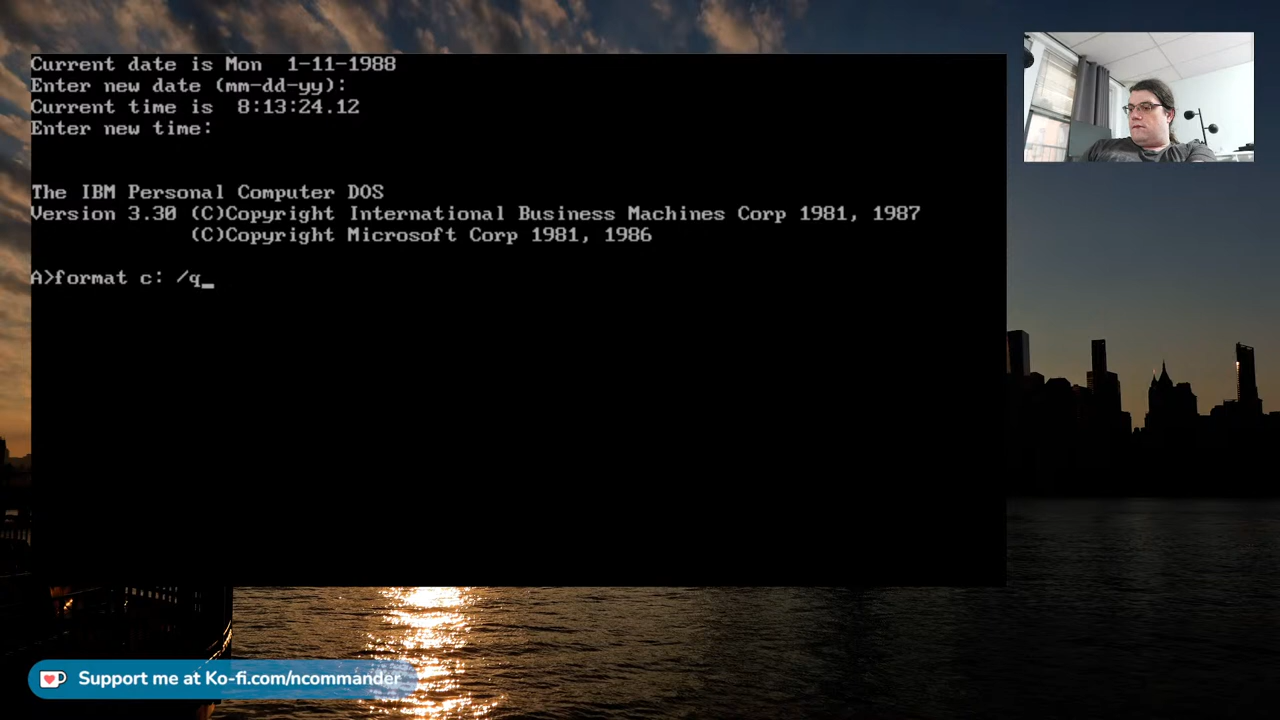 Current date is Mon  1-11-1988
Enter new date (mm-dd-yy):
Current time is  8:13:24.12
Enter new time:
The IBM Personal Computer DOS
Version 3.30 (C)Copyright International Business Machines Corp 1981, 1987
(C)Copyright Microsoft Corp 1981, 1986
A>format c: /q_
Support me at Ko-fi.com/ncommander